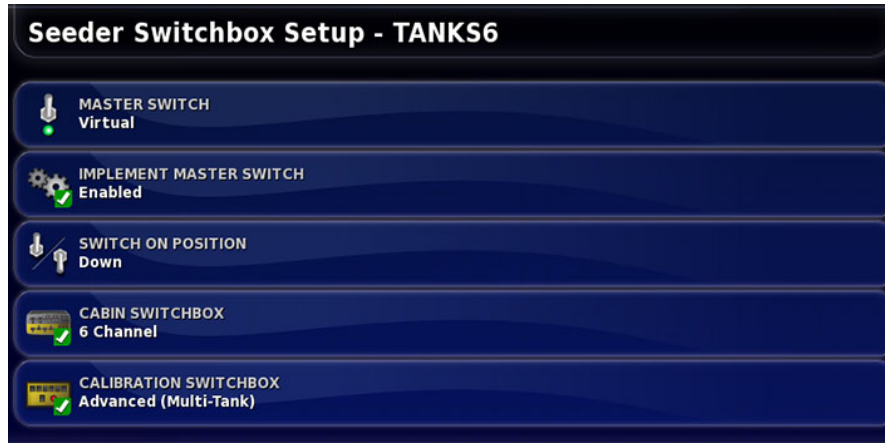 Seeder Switchbox Setup - TANKS6
MASTER SWITCH
Virtual
IMPLEMENT MASTER SWITCH
Enabled
SWITCH ON POSITION
Down
CABIN SWITCHBOX
6 Channel
CALIBRATION SWITCHBOX
Advanced (Multi-Tank)